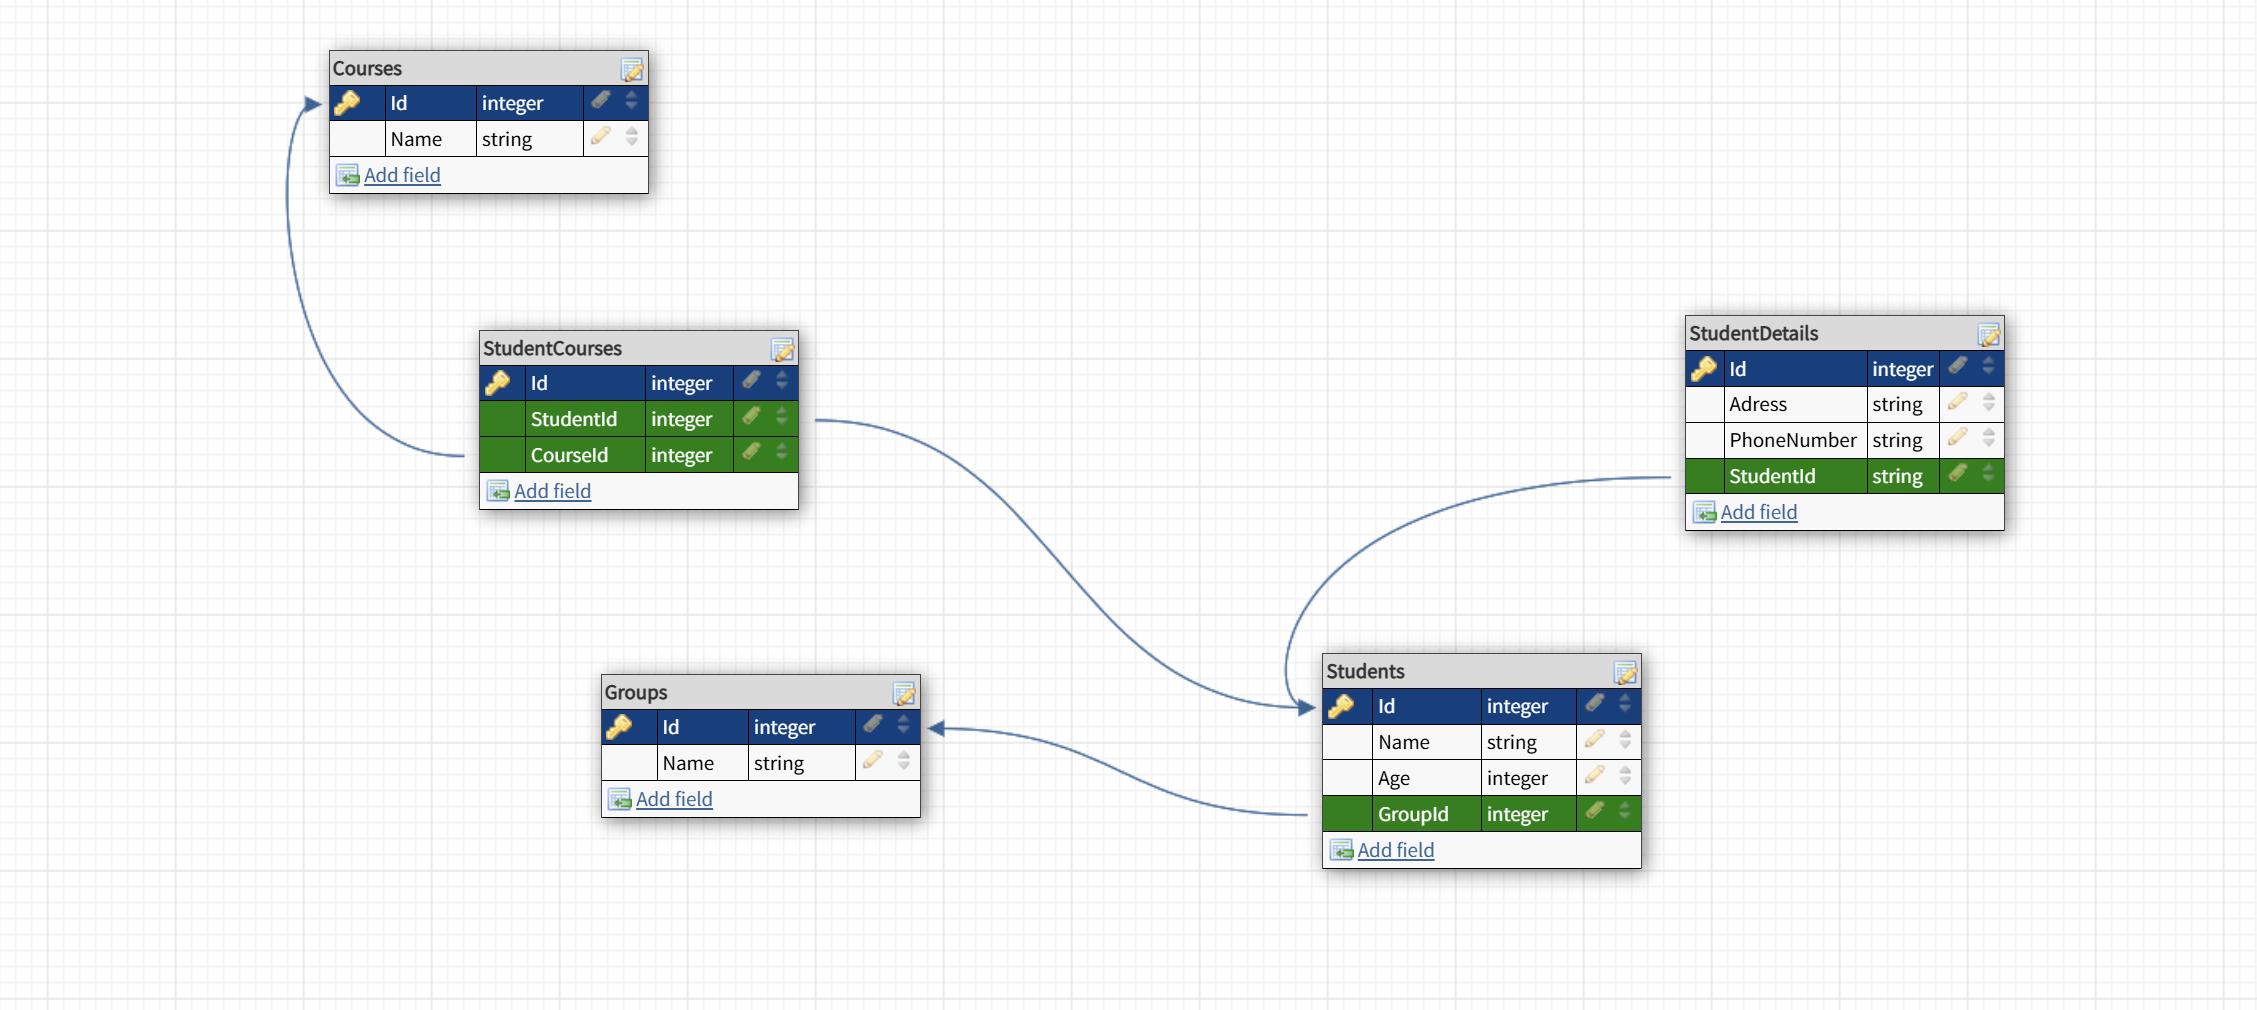 Courses
Id integer
Name string
Add field
StudentCourses
Id integer
StudentId integer
CourseId integer
Add field
StudentDetails
Id integer
Adress string
PhoneNumber string
StudentId string
Add field
Groups
Id integer
Name string
Add field
Students
Id integer
Name string
Age integer
GroupId integer
Add field